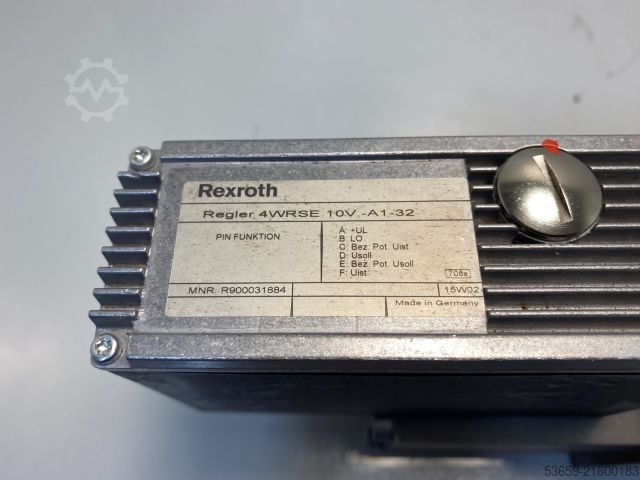 Rexroth
Regler 4WRSE 10V.-A1-32
PIN FUNKTION
A: +UL
B: LO
C: Bez. Pot. Uist
D: Usoll
E: Bez. Pot. Usoll
F: Uist
708x
MNR: R900031884
15W02
Made in Germany
53659-21600183